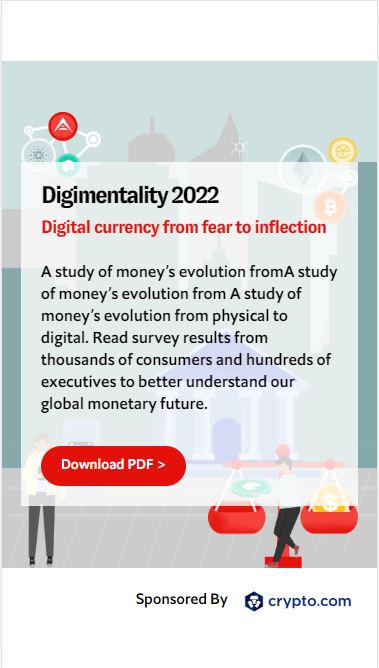 Digimentality 2022
Digital currency from fear to inflection
A study of money's evolution fromA study
of money's evolution from A study of
money's evolution from physical to
digital. Read survey results from
thousands of consumers and hundreds of
executives to better understand our
global monetary future.
Download PDF >
Sponsored By crypto.com